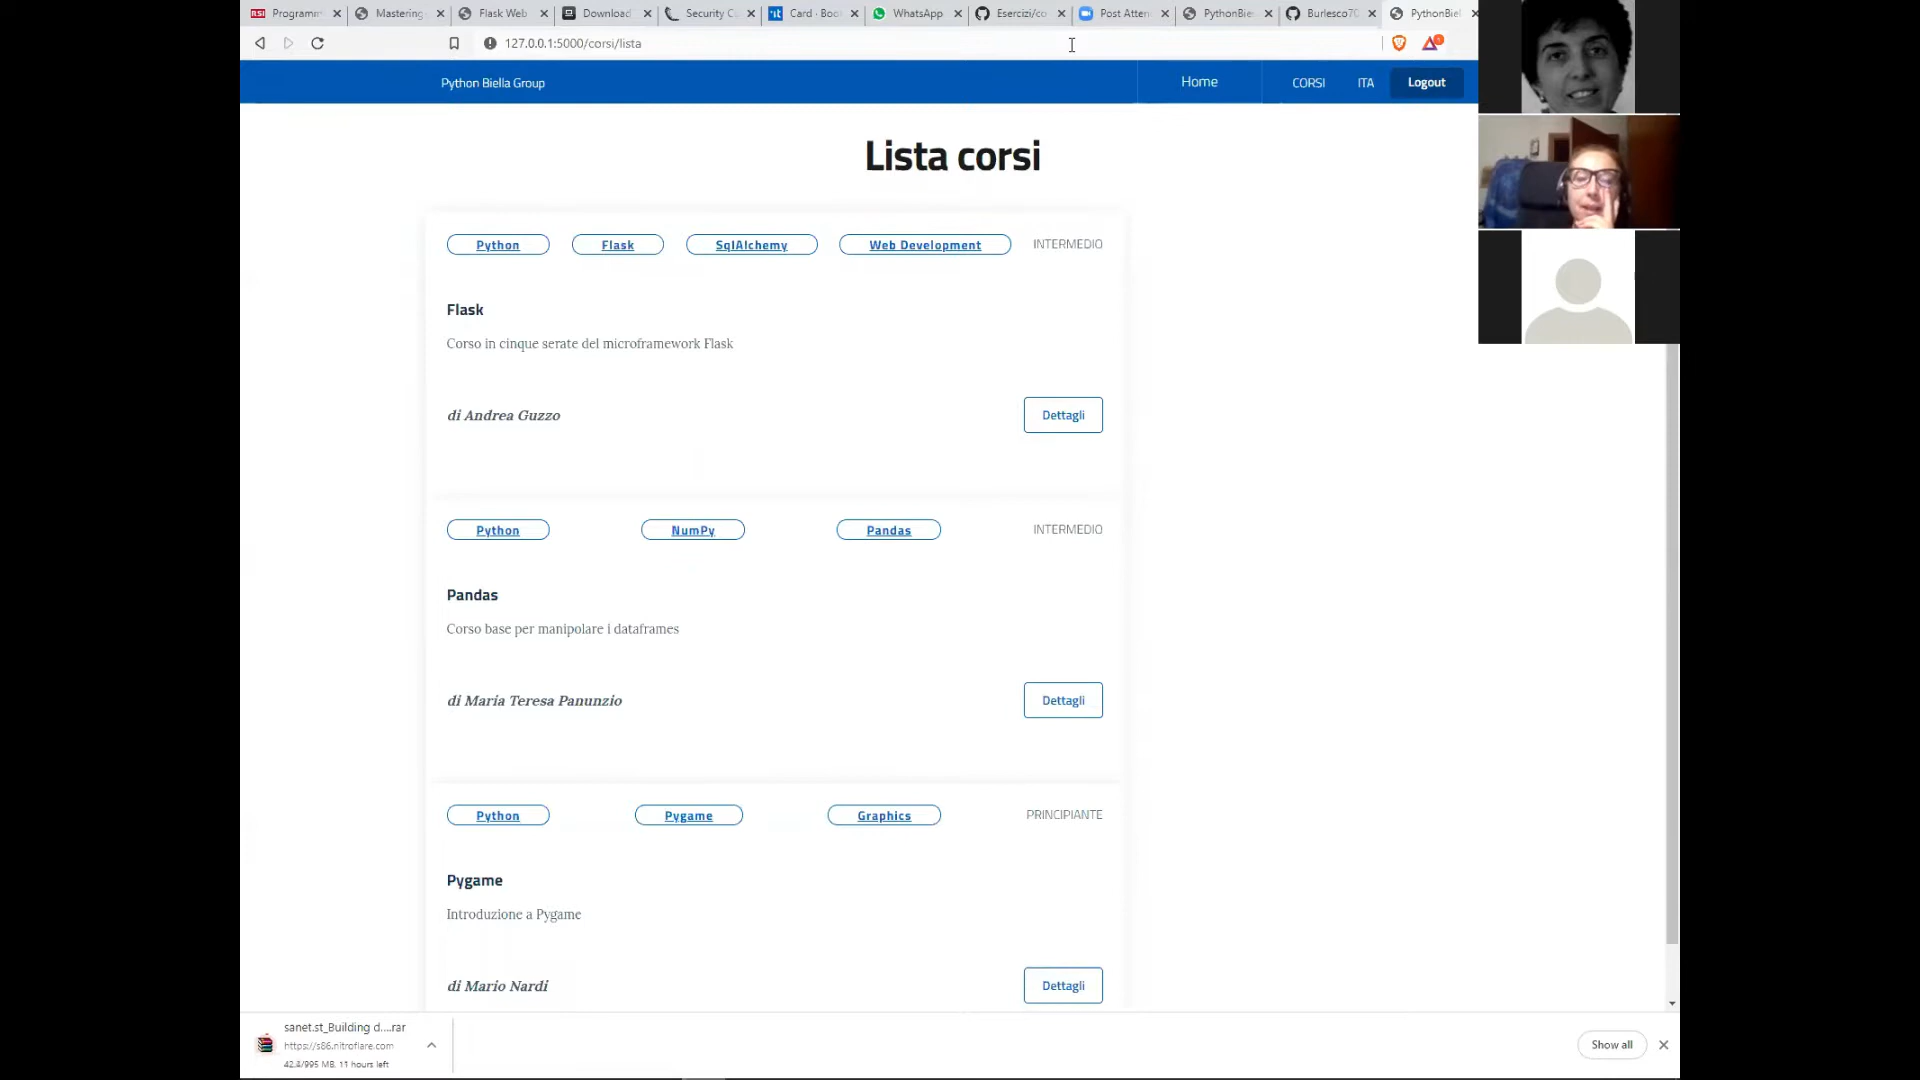 Programm
Mastering
Flask Web
Download
Security C
Card · Boo
WhatsApp
Esercizi/co
Post Atten
PythonBie
Burlesco70
PythonBiel
127.0.0.1:5000/corsi/lista
Python Biella Group
Home
CORSI
ITA
Logout
Lista corsi
Python Flask SqlAlchemy Web Development INTERMEDIO
Flask
Corso in cinque serate del microframework Flask
di Andrea Guzzo
Dettagli
Python NumPy Pandas INTERMEDIO
Pandas
Corso base per manipolare i dataframes
di Maria Teresa Panunzio
Dettagli
Python Pygame Graphics PRINCIPIANTE
Pygame
Introduzione a Pygame
di Mario Nardi
Dettagli
sanet.st_Building d....rar
https://s86.nitroflare.com
42.4/995 MB, 11 hours left
Show all